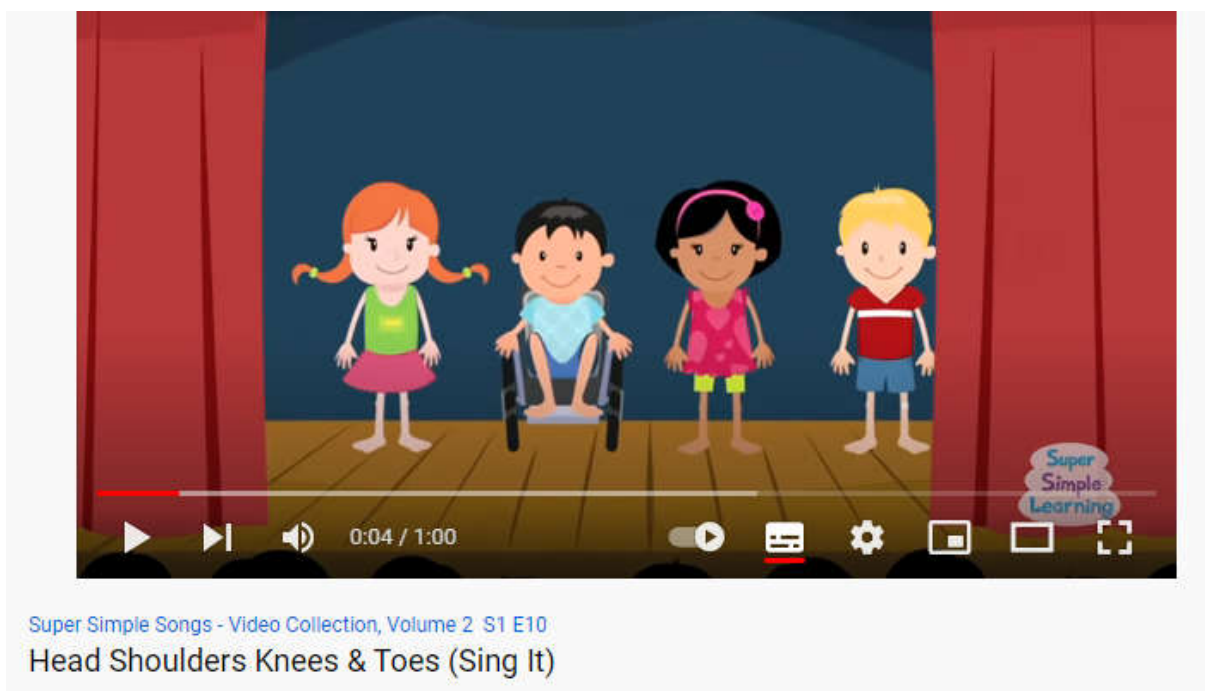 Super
Simple
Learning
0:04 / 1:00
Super Simple Songs - Video Collection, Volume 2 S1 E10
Head Shoulders Knees & Toes (Sing It)